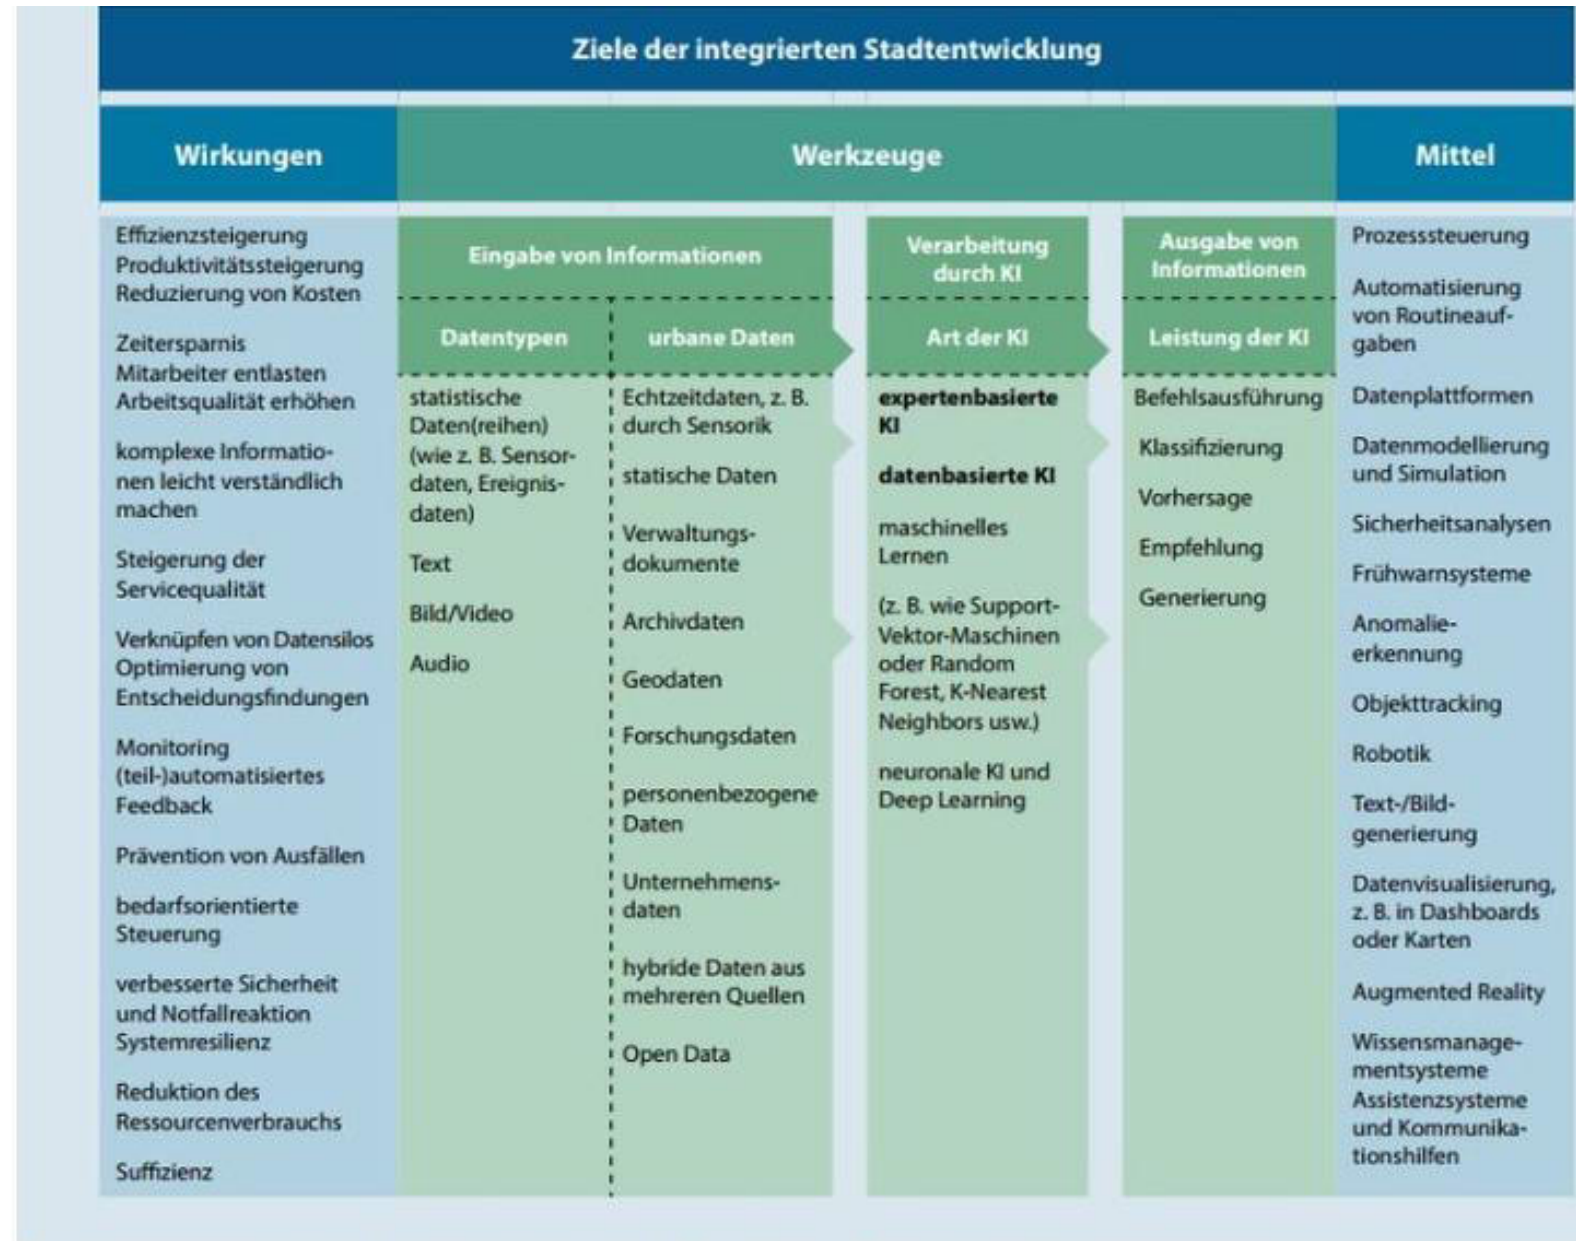 Ziele der integrierten Stadtentwicklung
Wirkungen
Werkzeuge
Mittel
Effizienzsteigerung
Produktivitätssteigerung
Reduzierung von Kosten
Zeitersparnis
Mitarbeiter entlasten
Arbeitsqualität erhöhen
komplexe Informatio-
nen leicht verständlich
machen
Steigerung der
Servicequalität
Verknüpfen von Datensilos
Optimierung von
Entscheidungsfindungen
Monitoring
(teil-)automatisiertes
Feedback
Prävention von Ausfällen
bedarfsorientierte
Steuerung
verbesserte Sicherheit
und Notfallreaktion
Systemresilienz
Reduktion des
Ressourcenverbrauchs
Suffizienz
Eingabe von Informationen
Datentypen
statistische
Daten(reihen)
(wie z. B. Sensor-
daten, Ereignis-
daten)
Text
Bild/Video
Audio
urbane Daten
Echtzeitdaten, z. B.
durch Sensorik
statische Daten
Verwaltungs-
dokumente
Archivdaten
Geodaten
Forschungsdaten
personenbezogene
Daten
Unternehmens-
daten
hybride Daten aus
mehreren Quellen
Open Data
Verarbeitung
durch KI
Art der KI
expertenbasierte
KI
datenbasierte KI
maschinelles
Lernen
(z. B. wie Support-
Vektor-Maschinen
oder Random
Forest, K-Nearest
Neighbors usw.)
neuronale KI und
Deep Learning
Ausgabe von
Informationen
Leistung der KI
Befehlsausführung
Klassifizierung
Vorhersage
Empfehlung
Generierung
Prozesssteuerung
Automatisierung
von Routineauf-
gaben
Datenplattformen
Datenmodellierung
und Simulation
Sicherheitsanalysen
Frühwarnsysteme
Anomalie-
erkennung
Objekttracking
Robotik
Text-/Bild-
generierung
Datenvisualisierung,
z. B. in Dashboards
oder Karten
Augmented Reality
Wissensmanage-
mentsysteme
Assistenzsysteme
und Kommunika-
tionshilfen